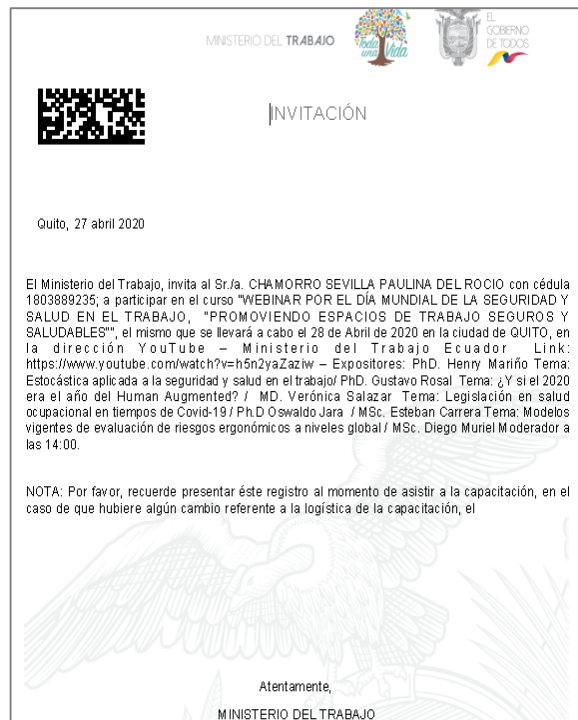 MINISTERIO DEL TRABAJO
Toda
una Vida
EL
GOBIERNO
DE TODOS
INVITACIÓN
Quito, 27 abril 2020
El Ministerio del Trabajo, invita al Sr./a. CHAMORRO SEVILLA PAULINA DEL ROCIO con cédula
1803889235; a participar en el curso "WEBINAR POR EL DÍA MUNDIAL DE LA SEGURIDAD Y
SALUD EN EL TRABAJO, "PROMOVIENDO ESPACIOS DE TRABAJO SEGUROS Y
SALUDABLES"", el mismo que se llevará a cabo el 28 de Abril de 2020 en la ciudad de QUITO, en
la dirección YouTube – Ministerio del Trabajo Ecuador Link:
https://www.youtube.com/watch?v=h5n2yaZaziw – Expositores: PhD. Henry Mariño Tema:
Estocástica aplicada a la seguridad y salud en el trabajo/ PhD. Gustavo Rosal Tema: ¿Y si el 2020
era el año del Human Augmented? / MD. Verónica Salazar Tema: Legislación en salud
ocupacional en tiempos de Covid-19 / Ph.D Oswaldo Jara / MSc. Esteban Carrera Tema: Modelos
vigentes de evaluación de riesgos ergonómicos a niveles global / MSc. Diego Muriel Moderador a
las 14:00.
NOTA: Por favor, recuerde presentar éste registro al momento de asistir a la capacitación, en el
caso de que hubiere algún cambio referente a la logística de la capacitación, el
Atentamente,
MINISTERIO DEL TRABAJO